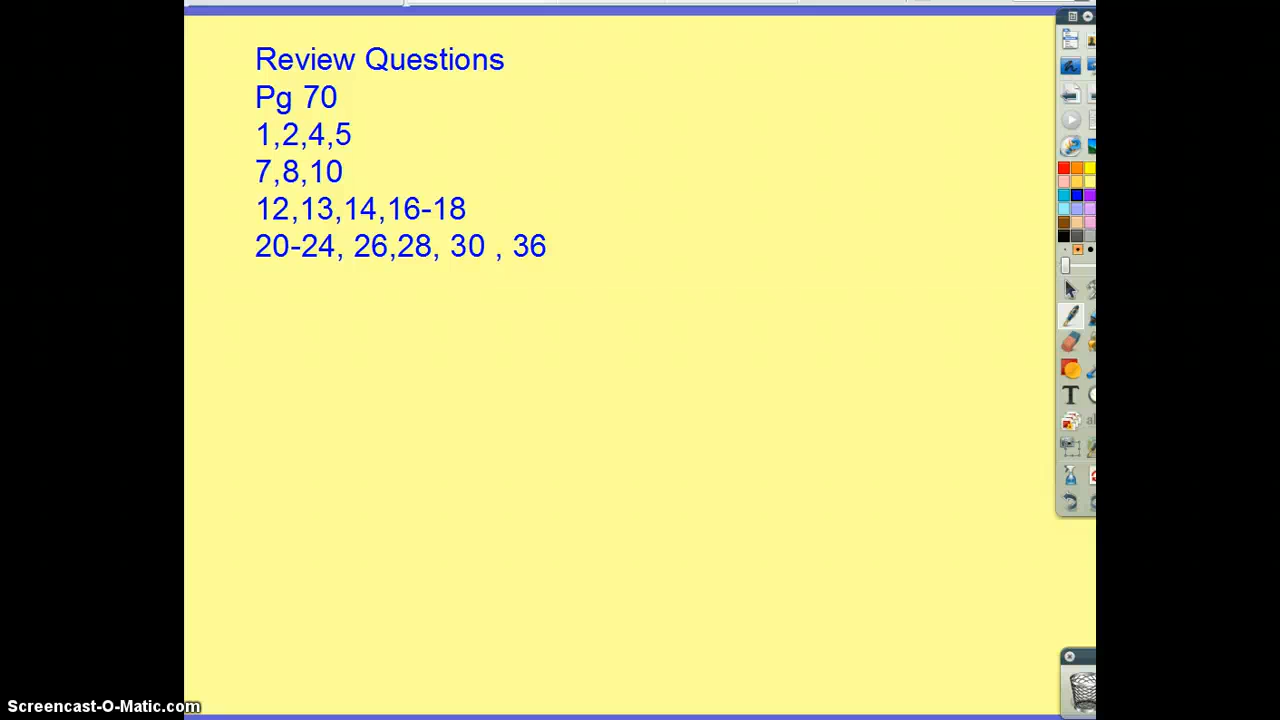 Review Questions
Pg 70
1,2,4,5
7,8,10
12,13,14,16-18
20-24, 26,28, 30 , 36
T
Screencast-O-Matic.com